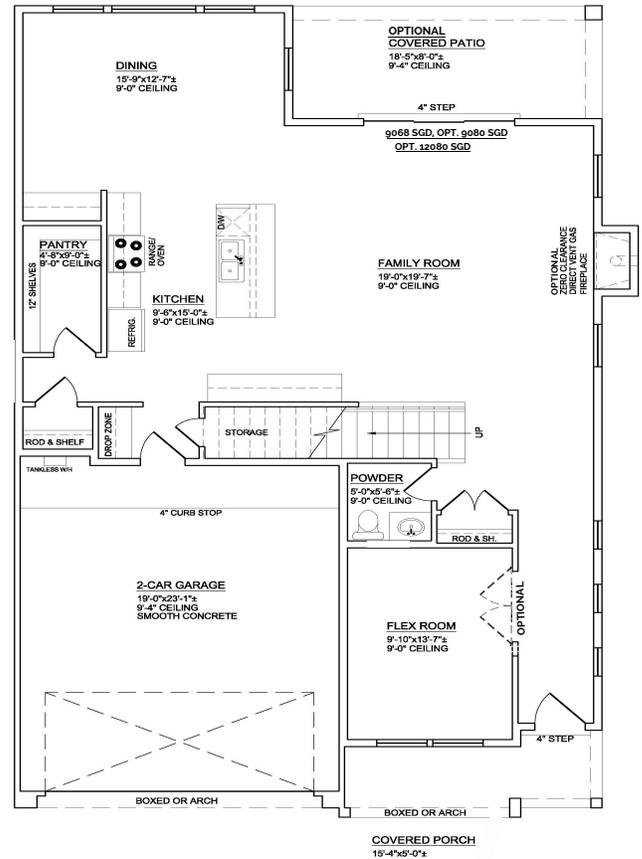 OPTIONAL
COVERED PATIO
18'-5"x8'-0"±
9'-4" CEILING
DINING
15'-9"x12'-7"±
9'-0" CEILING
4" STEP
9068 SGD, OPT. 9080 SGD
OPT. 12080 SGD
D/W
PANTRY
4'-8"x9'-0"±
9'-0" CEILING
12" SHELVES
RANGE/
OVEN
FAMILY ROOM
19'-0"x19'-7"±
9'-0" CEILING
OPTIONAL
ZERO CLEARANCE
DIRECT VENT GAS
FIREPLACE
KITCHEN
9'-6"x15'-0"±
9'-0" CEILING
REFRIG.
ROD & SHELF
DROP ZONE
STORAGE
UP
TANKLESS W/H
POWDER
5'-0"x5'-6"±
9'-0" CEILING
4" CURB STOP
ROD & SH.
2-CAR GARAGE
19'-0"x23'-1"±
9'-4" CEILING
SMOOTH CONCRETE
OPTIONAL
FLEX ROOM
9'-10"x13'-7"±
9'-0" CEILING
4" STEP
BOXED OR ARCH
BOXED OR ARCH
COVERED PORCH
15'-4"x5'-0"±